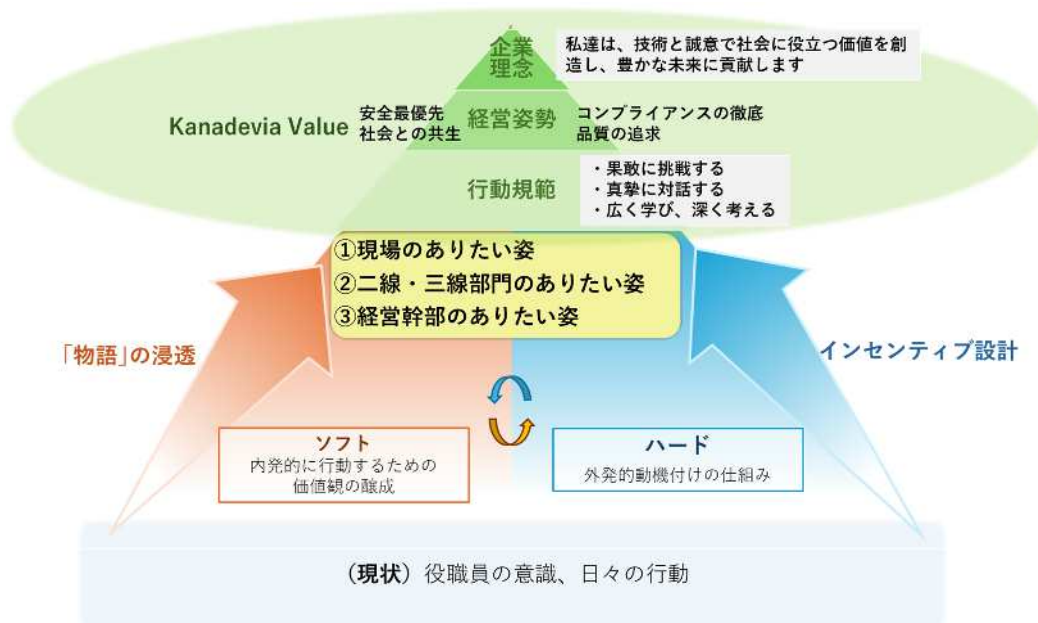 企業
理念
私達は、技術と誠意で社会に役立つ価値を創
造し、豊かな未来に貢献します
Kanadevia Value
安全最優先
社会との共生
経営姿勢
コンプライアンスの徹底
品質の追求
行動規範
・果敢に挑戦する
・真摯に対話する
・広く学び、深く考える
①現場のありたい姿
②二線・三線部門のありたい姿
③経営幹部のありたい姿
「物語」の浸透
インセンティブ設計
ソフト
内発的に行動するための
価値観の醸成
ハード
外発的動機付けの仕組み
（現状）役職員の意識、日々の行動